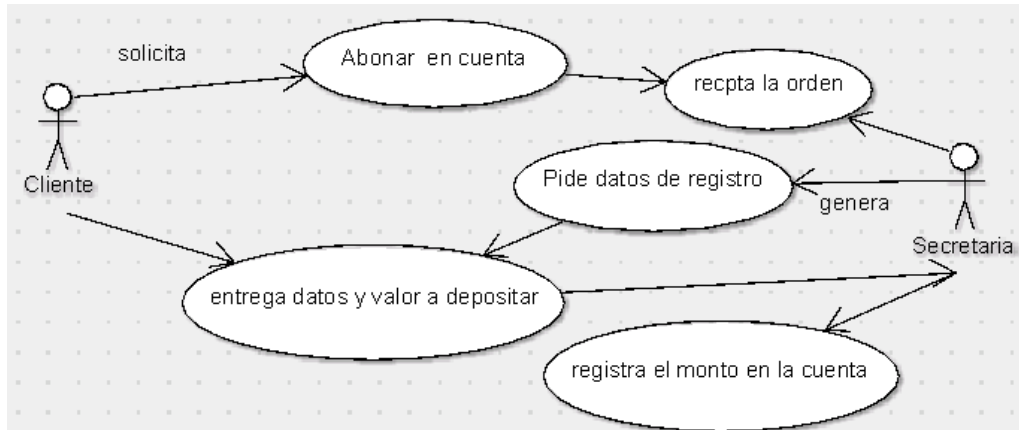 solicita
Abonar en cuenta
recpta la orden
Cliente
Pide datos de registro
genera
Secretaria
entrega datos y valor a depositar
registra el monto en la cuenta